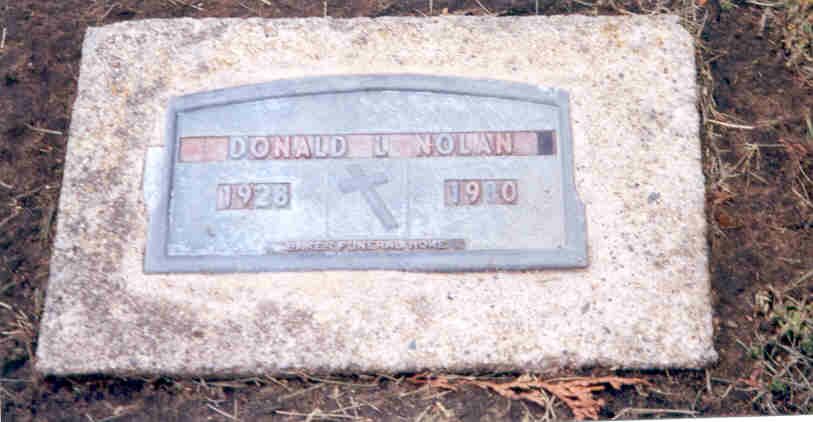 DONALD L NOLAN
1928
FUNERAL HOME